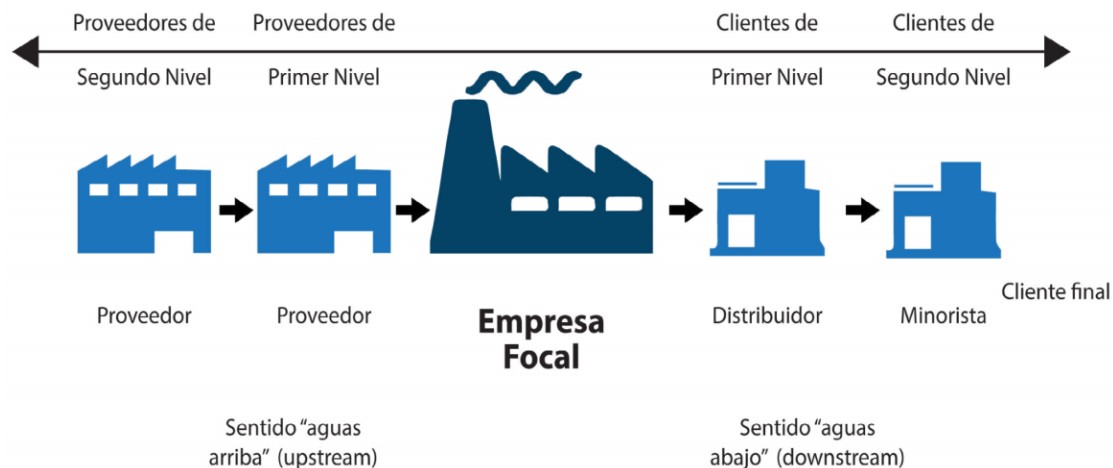 Proveedores de
Segundo Nivel
Proveedores de
Primer Nivel
Clientes de
Primer Nivel
Clientes de
Segundo Nivel
Proveedor
Proveedor
Empresa
Focal
Distribuidor
Minorista
Cliente final
Sentido “aguas
arriba” (upstream)
Sentido “aguas
abajo” (downstream)